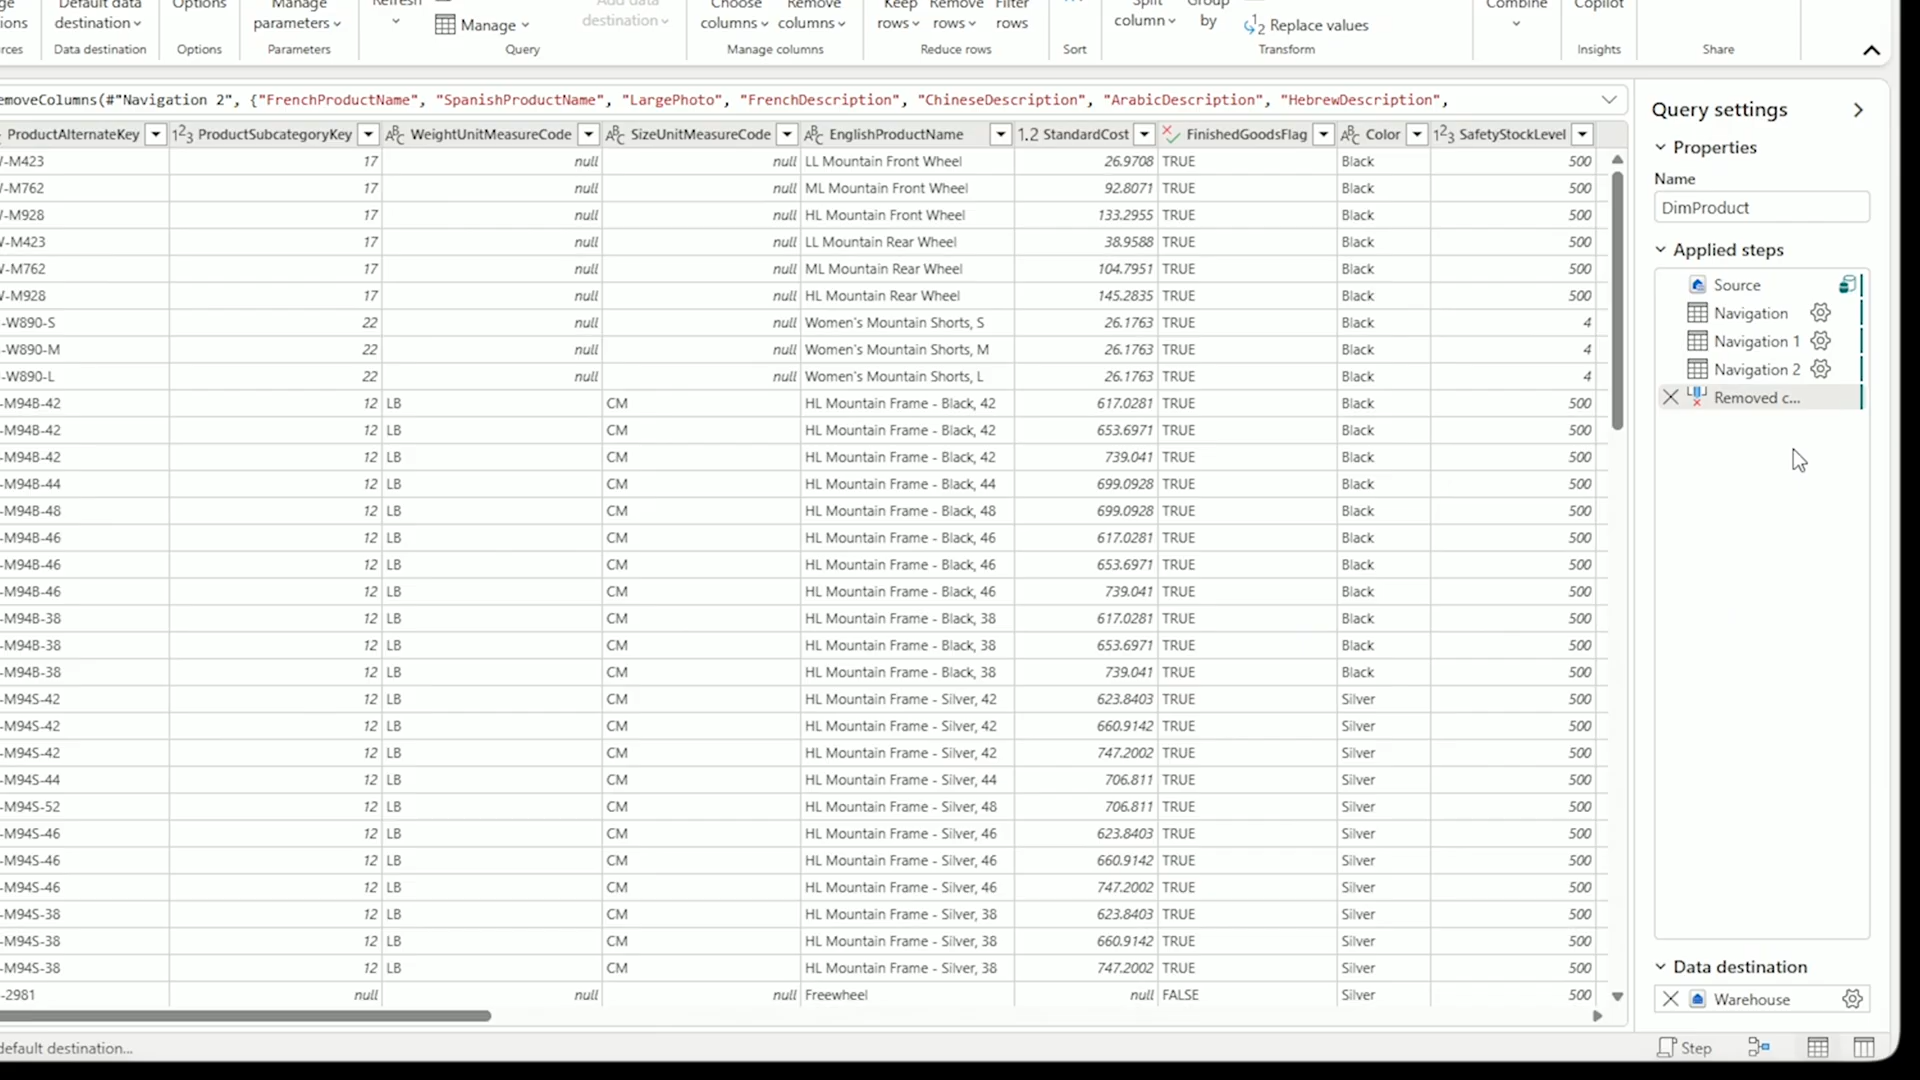 Default data
destination
Data destination
Options
Options
Manage
parameters
Parameters
Refresh
Manage
Query
Add data
destination
Choose
columns
Remove
columns
Manage columns
Keep
rows
Remove
rows
Filter
rows
Reduce rows
Sort
Split
column
Group
by
Replace values
Transform
Combine
Copilot
Insights
Share
emoveColumns(#"Navigation 2", {"FrenchProductName", "SpanishProductName", "LargePhoto", "FrenchDescription", "ChineseDescription", "ArabicDescription", "HebrewDescription",
ProductAlternateKey 123 ProductSubcategoryKey ABC WeightUnitMeasureCode ABC SizeUnitMeasureCode ABC EnglishProductName 1.2 StandardCost FinishedGoodsFlag ABC Color 123 SafetyStockLevel
-M423 17 null null LL Mountain Front Wheel 26.9708 TRUE Black 500
-M762 17 null null ML Mountain Front Wheel 92.8071 TRUE Black 500
-M928 17 null null HL Mountain Front Wheel 133.2955 TRUE Black 500
-M423 17 null null LL Mountain Rear Wheel 38.9588 TRUE Black 500
-M762 17 null null ML Mountain Rear Wheel 104.7951 TRUE Black 500
-M928 17 null null HL Mountain Rear Wheel 145.2835 TRUE Black 500
-W890-S 22 null null Women's Mountain Shorts, S 26.1763 TRUE Black 4
-W890-M 22 null null Women's Mountain Shorts, M 26.1763 TRUE Black 4
-W890-L 22 null null Women's Mountain Shorts, L 26.1763 TRUE Black 4
-M94B-42 12 LB CM HL Mountain Frame - Black, 42 617.0281 TRUE Black 500
-M94B-42 12 LB CM HL Mountain Frame - Black, 42 653.6971 TRUE Black 500
-M94B-42 12 LB CM HL Mountain Frame - Black, 42 739.041 TRUE Black 500
-M94B-44 12 LB CM HL Mountain Frame - Black, 44 699.0928 TRUE Black 500
-M94B-48 12 LB CM HL Mountain Frame - Black, 48 699.0928 TRUE Black 500
-M94B-46 12 LB CM HL Mountain Frame - Black, 46 617.0281 TRUE Black 500
-M94B-46 12 LB CM HL Mountain Frame - Black, 46 653.6971 TRUE Black 500
-M94B-46 12 LB CM HL Mountain Frame - Black, 46 739.041 TRUE Black 500
-M94B-38 12 LB CM HL Mountain Frame - Black, 38 617.0281 TRUE Black 500
-M94B-38 12 LB CM HL Mountain Frame - Black, 38 653.6971 TRUE Black 500
-M94B-38 12 LB CM HL Mountain Frame - Black, 38 739.041 TRUE Black 500
-M94S-42 12 LB CM HL Mountain Frame - Silver, 42 623.8403 TRUE Silver 500
-M94S-42 12 LB CM HL Mountain Frame - Silver, 42 660.9142 TRUE Silver 500
-M94S-42 12 LB CM HL Mountain Frame - Silver, 42 747.2002 TRUE Silver 500
-M94S-44 12 LB CM HL Mountain Frame - Silver, 44 706.811 TRUE Silver 500
-M94S-52 12 LB CM HL Mountain Frame - Silver, 48 706.811 TRUE Silver 500
-M94S-46 12 LB CM HL Mountain Frame - Silver, 46 623.8403 TRUE Silver 500
-M94S-46 12 LB CM HL Mountain Frame - Silver, 46 660.9142 TRUE Silver 500
-M94S-46 12 LB CM HL Mountain Frame - Silver, 46 747.2002 TRUE Silver 500
-M94S-38 12 LB CM HL Mountain Frame - Silver, 38 623.8403 TRUE Silver 500
-M94S-38 12 LB CM HL Mountain Frame - Silver, 38 660.9142 TRUE Silver 500
-M94S-38 12 LB CM HL Mountain Frame - Silver, 38 747.2002 TRUE Silver 500
-2981 null null null Freewheel null FALSE Silver 500
Query settings
Properties
Name
DimProduct
Applied steps
Source
Navigation
Navigation 1
Navigation 2
Removed c...
Data destination
Warehouse
default destination...
Step